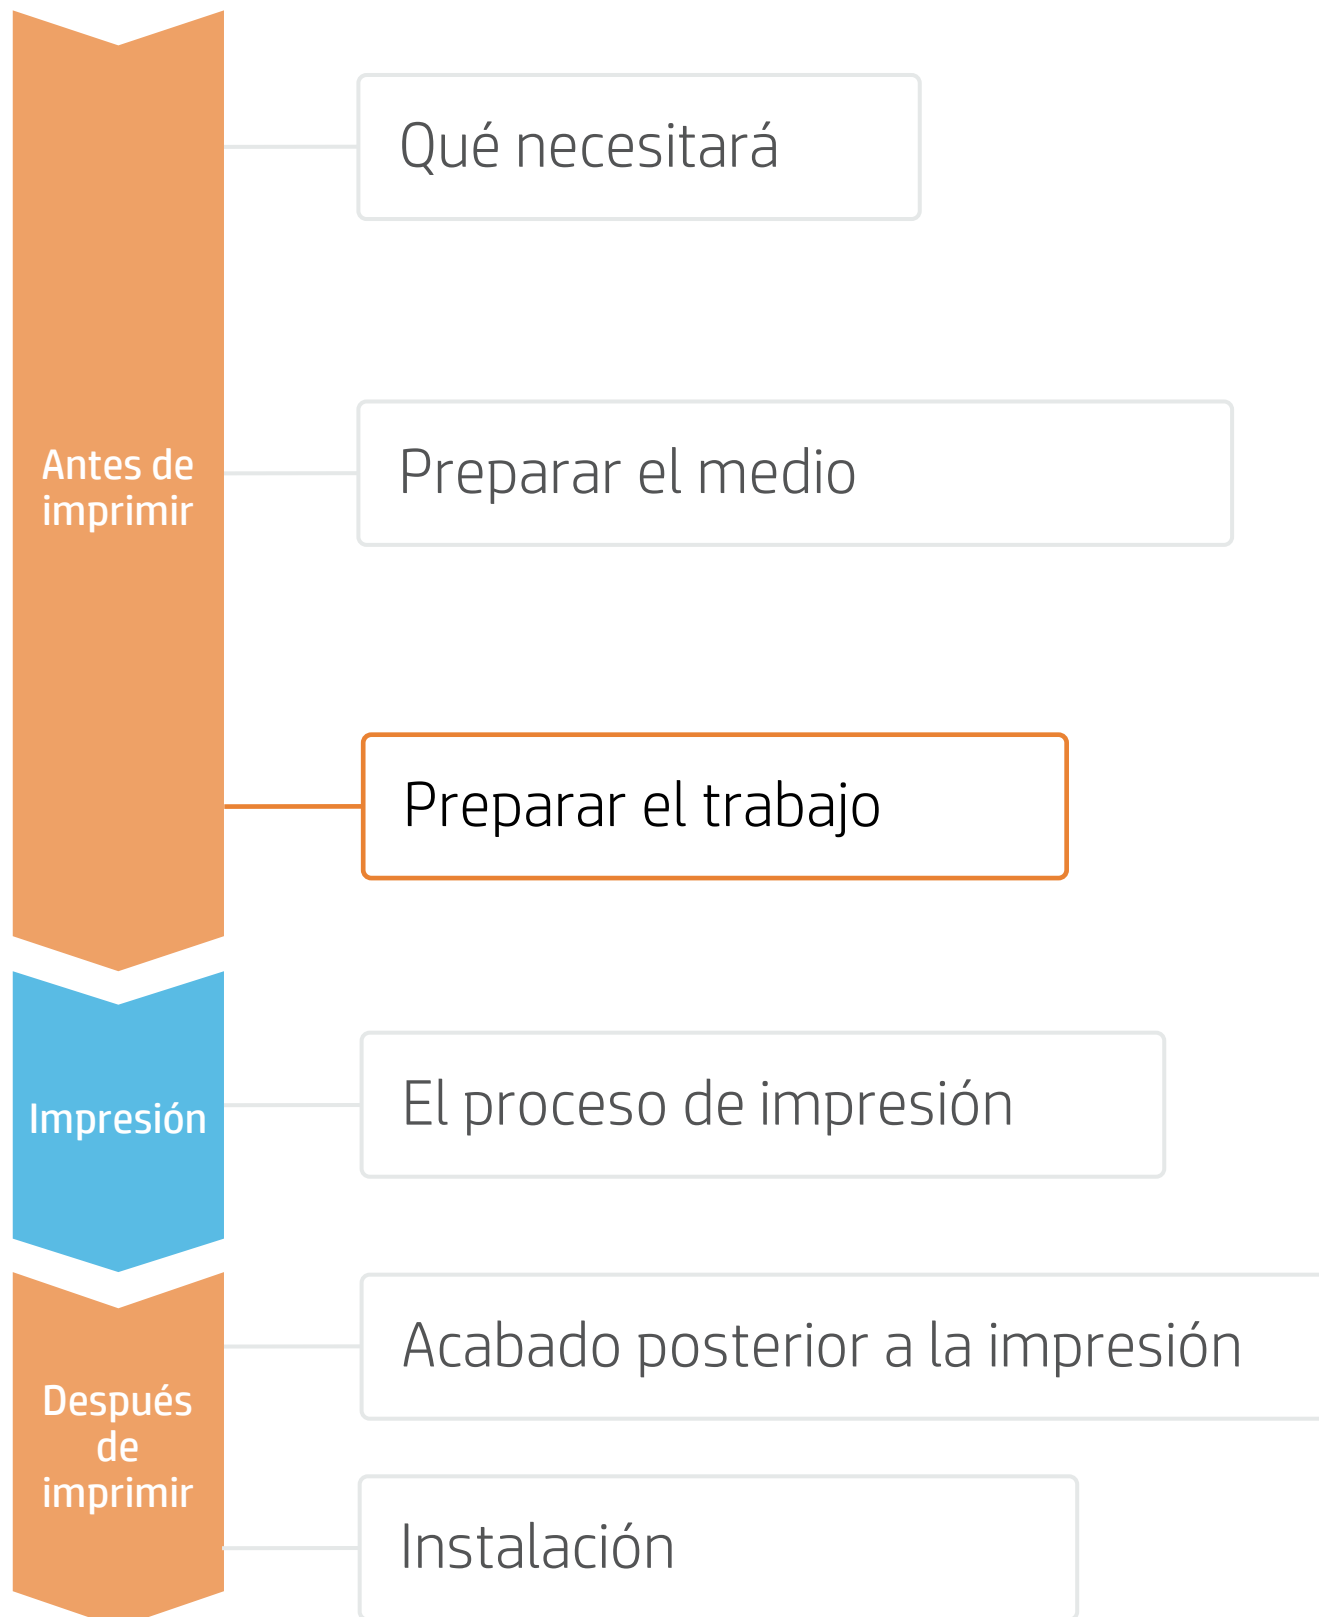 Qué necesitará
Antes de
imprimir
Preparar el medio
Preparar el trabajo
Impresión
El proceso de impresión
Después
de
imprimir
Acabado posterior a la impresión
Instalación